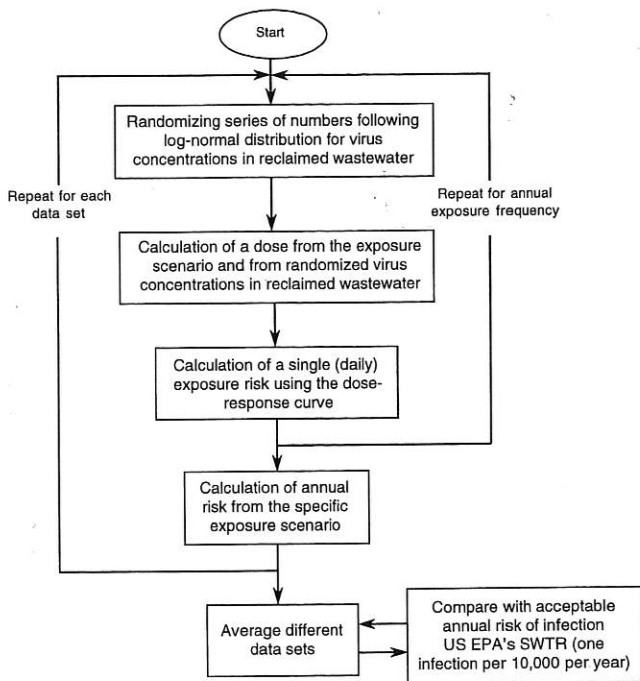 Start
Randomizing series of numbers following
log-normal distribution for virus
concentrations in reclaimed wastewater
Repeat for each
data set
Repeat for annual
exposure frequency
Calculation of a dose from the exposure
scenario and from randomized virus
concentrations in reclaimed wastewater
Calculation of a single (daily)
exposure risk using the dose-
response curve
Calculation of annual
risk from the specific
exposure scenario
Average different
data sets
Compare with acceptable
annual risk of infection
US EPA's SWTR (one
infection per 10,000 per year)